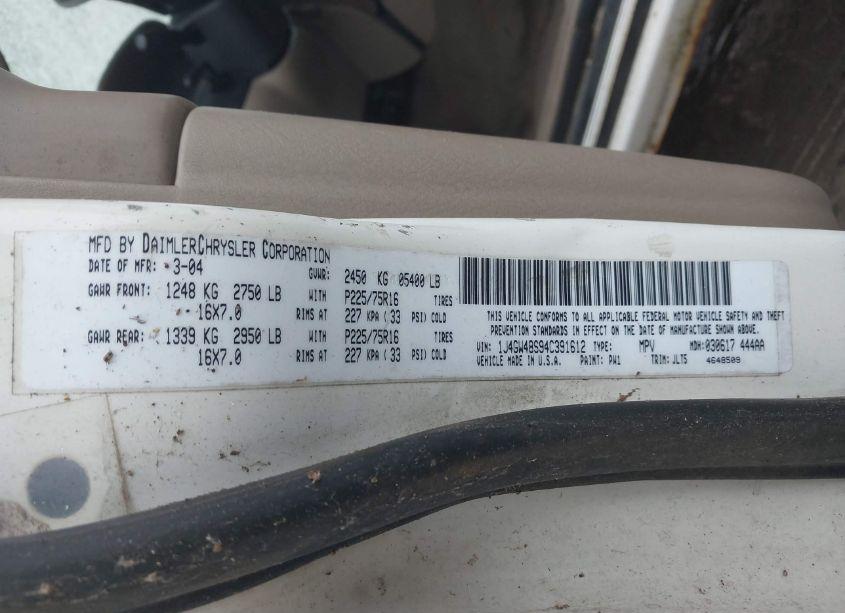 MFD BY DAIMLERCHRYSLER CORPORATION
DATE OF MFR: 3-04 GVWR: 2450 KG 05400 LB
GAWR FRONT: 1248 KG 2750 LB WITH P225/75R16 TIRES
16X7.0 RIMS AT 227 KPA ( 33 PSI) COLD
GAWR REAR: 1339 KG 2950 LB WITH P225/75R16 TIRES
16X7.0 RIMS AT 227 KPA ( 33 PSI) COLD
THIS VEHICLE CONFORMS TO ALL APPLICABLE FEDERAL MOTOR VEHICLE SAFETY AND THEFT
PREVENTION STANDARDS IN EFFECT ON THE DATE OF MANUFACTURE SHOWN ABOVE.
VIN: 1J4GW48S94C391612 TYPE: MPV MDH: 030617 444AA
VEHICLE MADE IN U.S.A. PAINT: PW1 TRIM: JLT5 4648509